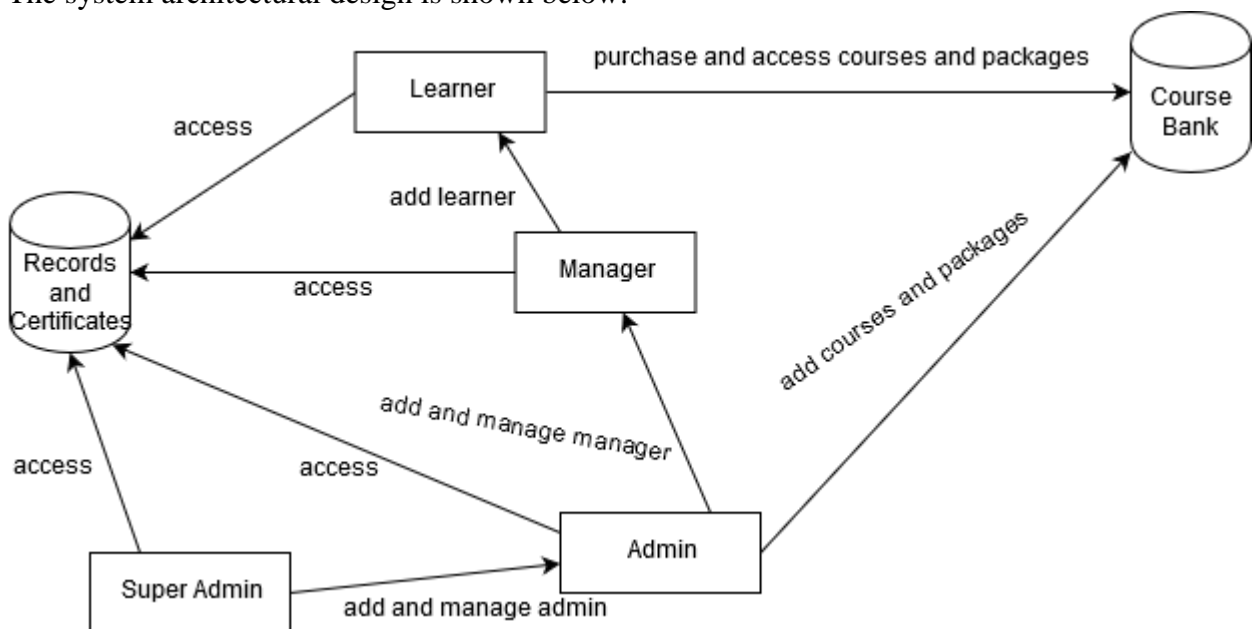 The system architectural design is shown below:
purchase and access courses and packages
Learner
Course
Bank
access
add learner
Records
and
Certificates
Manager
access
add courses and packages
add and manage manager
access
access
Admin
Super Admin
add and manage admin